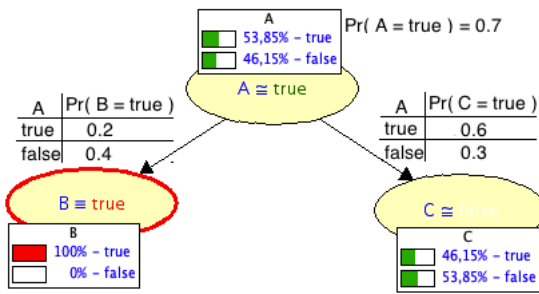 A
53,85% – true
46,15% – false
Pr( A = true ) = 0.7
A ≅ true
A Pr( B = true )
true 0.2
false 0.4
A Pr( C = true )
true 0.6
false 0.3
B ≡ true
C ≅ false
B
100% – true
0% – false
C
46,15% – true
53,85% – false